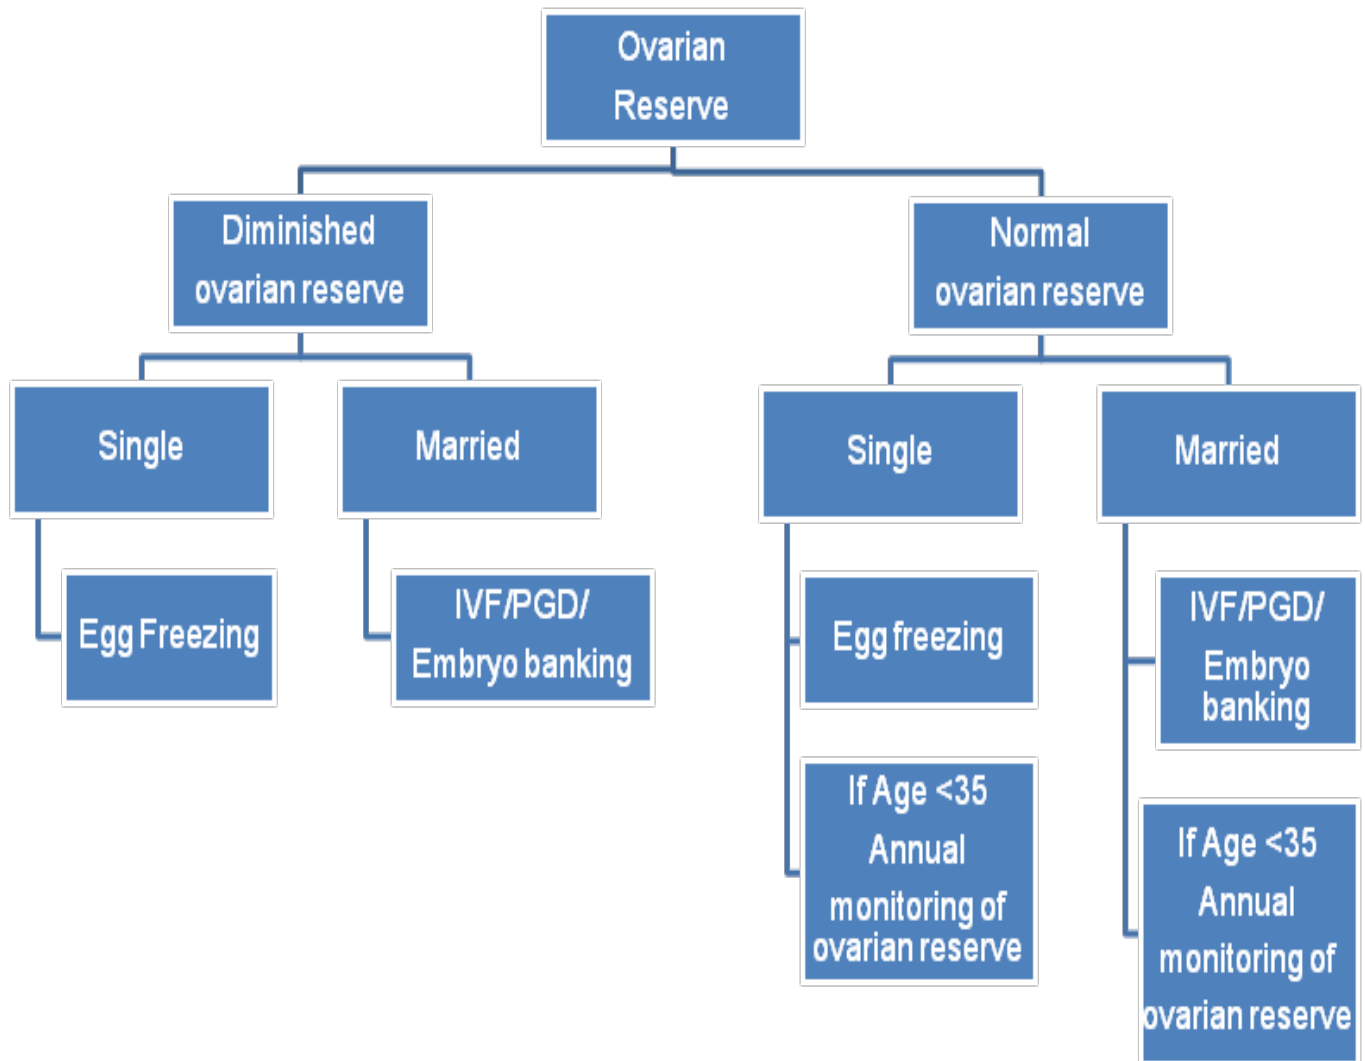 Ovarian
Reserve
Diminished
ovarian reserve
Normal
ovarian reserve
Single
Married
Single
Married
Egg Freezing
IVF/PGD/
Embryo banking
Egg freezing
IVF/PGD/
Embryo
banking
If Age <35
Annual
monitoring of
ovarian reserve
If Age <35
Annual
monitoring of
ovarian reserve